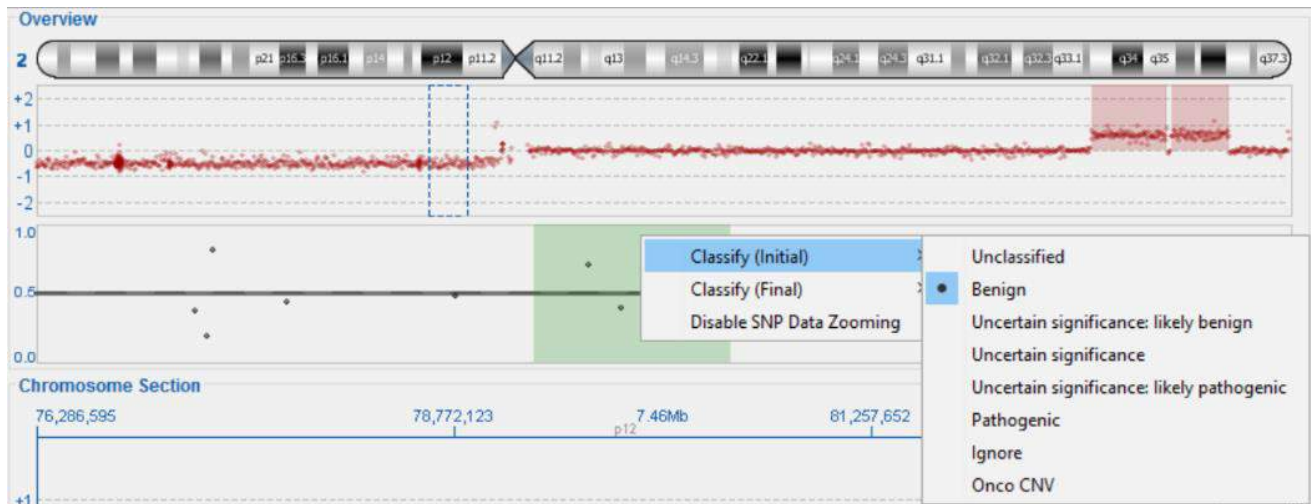 Overview
2 p21 p16.3 p16.1 p14 p12 p11.2 q11.2 q13 q14.3 q22.1 q24.1 q24.3 q31.1 q32.1 q32.3 q33.1 q34 q35 q37.3
+2
+1
0
-1
-2
1.0
0.5
0.0
Classify (Initial)
Classify (Final)
Disable SNP Data Zooming
Unclassified
Benign
Uncertain significance: likely benign
Uncertain significance
Uncertain significance: likely pathogenic
Pathogenic
Ignore
Onco CNV
Chromosome Section
76,286,595 78,772,123 7.46Mb 81,257,652
p12
+1